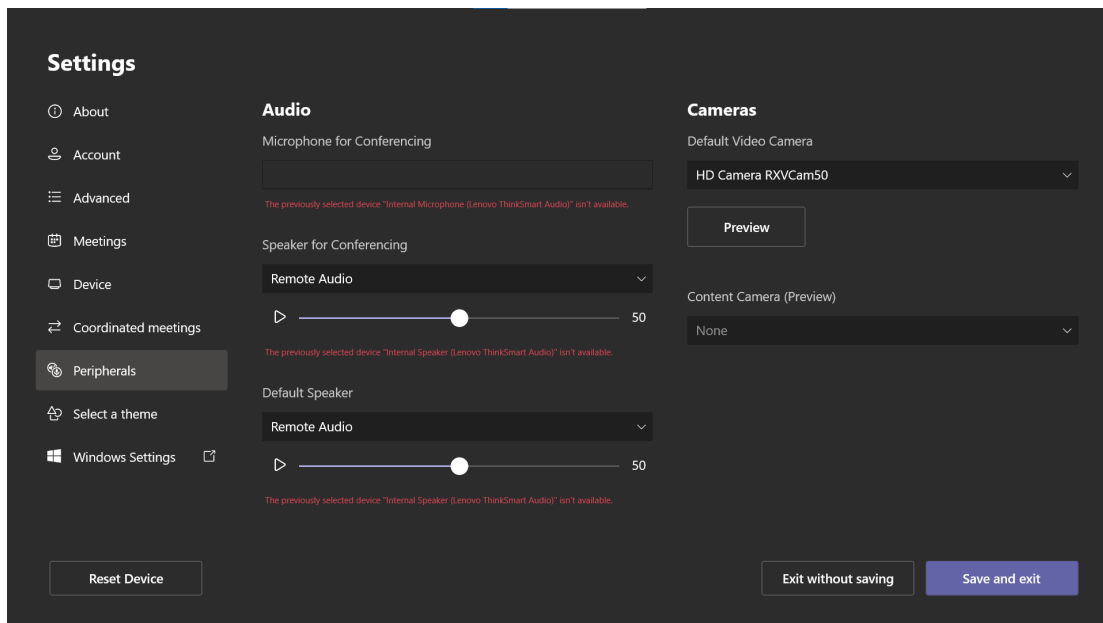 Settings
About
Account
Advanced
Meetings
Device
Coordinated meetings
Peripherals
Select a theme
Windows Settings
Audio
Microphone for Conferencing
The previously selected device "Internal Microphone (Lenovo ThinkSmart Audio)" isn't available.
Speaker for Conferencing
Remote Audio
50
The previously selected device "Internal Speaker (Lenovo ThinkSmart Audio)" isn't available.
Default Speaker
Remote Audio
50
The previously selected device "Internal Speaker (Lenovo ThinkSmart Audio)" isn't available.
Cameras
Default Video Camera
HD Camera RXVCam50
Preview
Content Camera (Preview)
None
Reset Device
Exit without saving
Save and exit